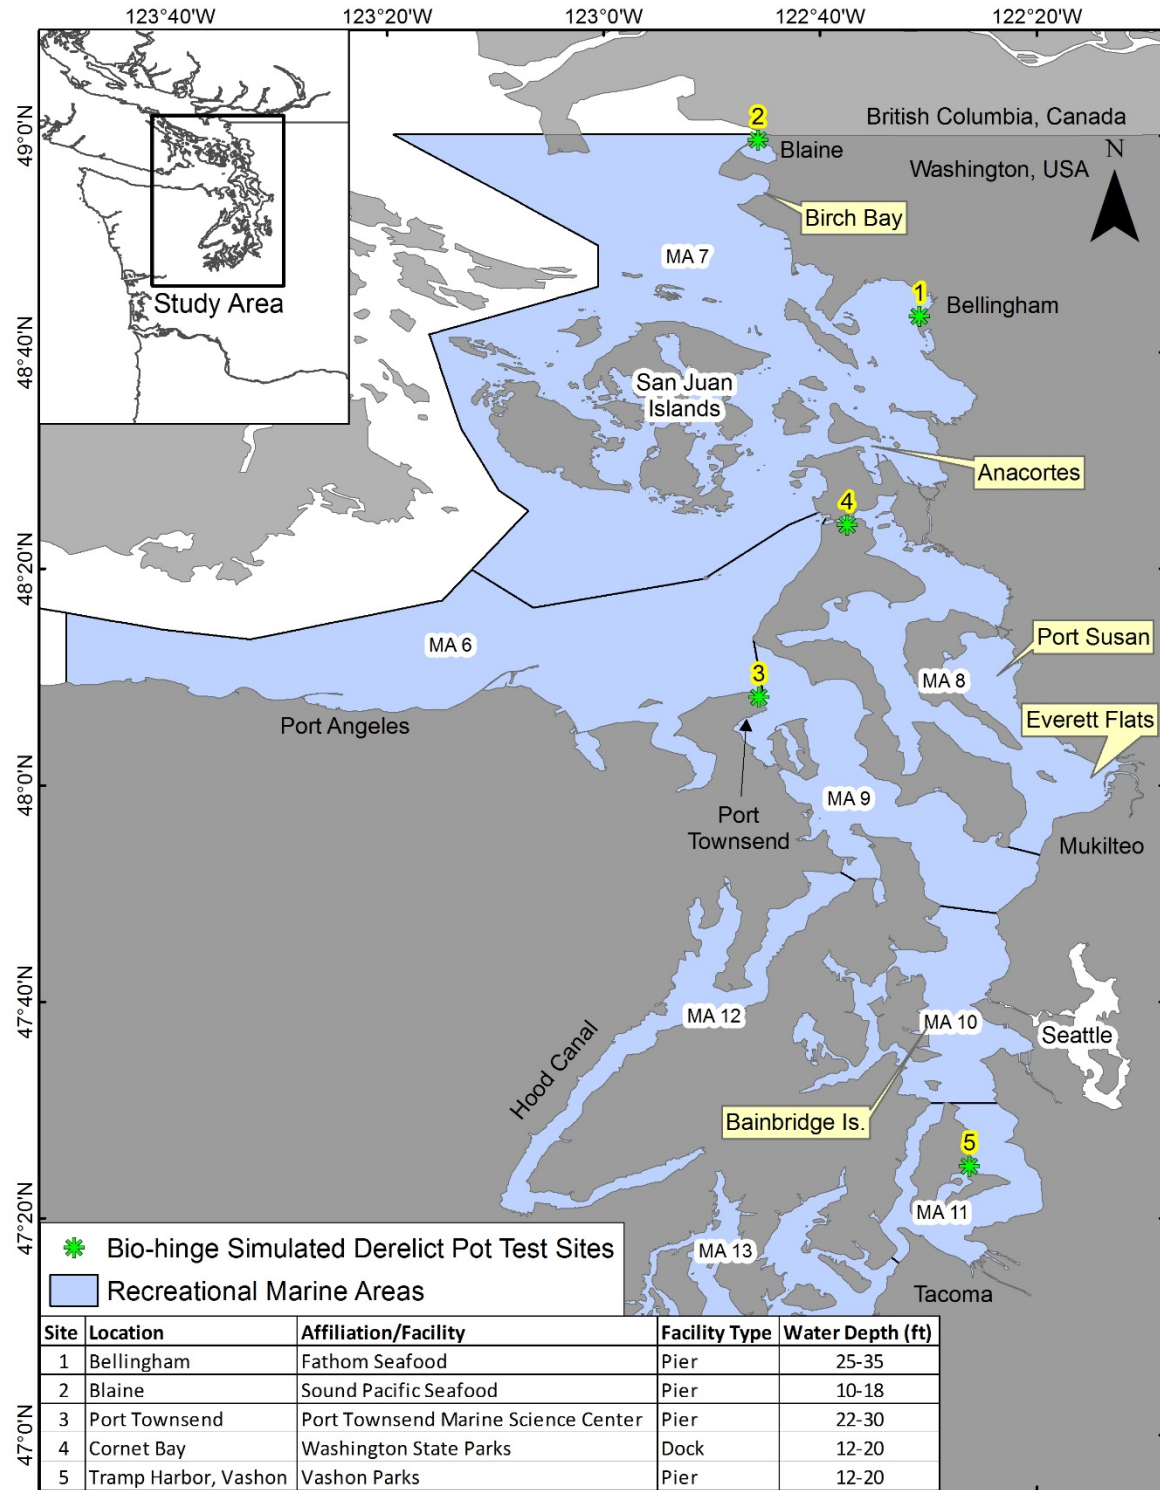 123°40'W 123°20'W 123°0'W 122°40'W 122°20'W
49°0'N
48°40'N
48°20'N
48°0'N
47°40'N
47°20'N
47°0'N
Study Area
2
British Columbia, Canada
Blaine
Washington, USA
N
Birch Bay
MA 7
1
Bellingham
San Juan
Islands
Anacortes
4
Port Susan
MA 6
MA 8
3
Everett Flats
Port Angeles
MA 9
Port
Townsend
Mukilteo
MA 12
MA 10
Seattle
Hood Canal
Bainbridge Is.
5
MA 11
MA 13
Tacoma
Bio-hinge Simulated Derelict Pot Test Sites
Recreational Marine Areas
Site Location Affiliation/Facility Facility Type Water Depth (ft)
1 Bellingham Fathom Seafood Pier 25-35
2 Blaine Sound Pacific Seafood Pier 10-18
3 Port Townsend Port Townsend Marine Science Center Pier 22-30
4 Cornet Bay Washington State Parks Dock 12-20
5 Tramp Harbor, Vashon Vashon Parks Pier 12-20